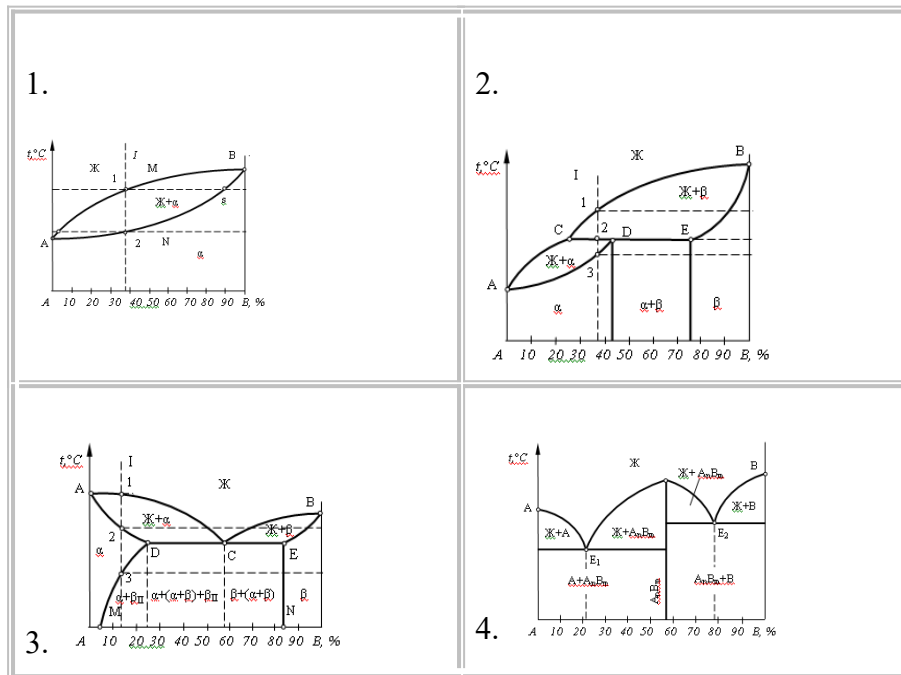 1.
t,°C
Ж
I
М
В
1
Ж+α
s
А
2
N
α
A 10 20 30 40 50 60 70 80 90 B, %
2.
t,°C
Ж
В
I
Ж+β
1
С
2
D
Е
Ж+α
3
А
α
α+β
β
A 10 20 30 40 50 60 70 80 90 B, %
3.
t,°C
I
А
1
Ж
В
Ж+α
Ж+β
2
α
D
С
Е
3
α+βII
α+(α+β)+βII
β+(α+β)
β
М
N
A 10 20 30 40 50 60 70 80 90 B, %
4.
t,°C
Ж
Ж+AnBm
В
А
Ж+В
Ж+А
Ж+AnBm
E2
E1
A+AnBm
AnBm
AnBm+B
A 10 20 30 40 50 60 70 80 90 B, %